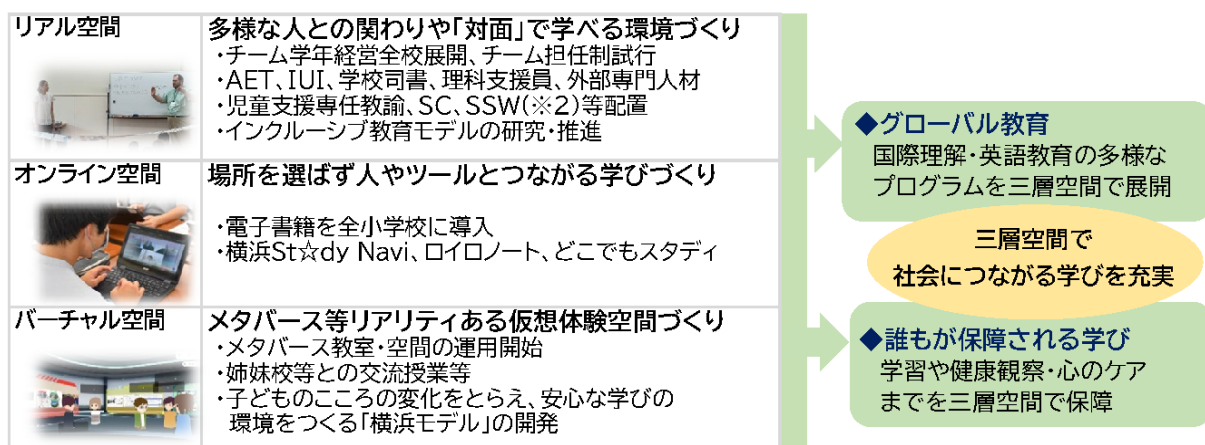 リアル空間
多様な人との関わりや「対面」で学べる環境づくり
・チーム学年経営全校展開、チーム担任制試行
・AET、IUI、学校司書、理科支援員、外部専門人材
・児童支援専任教諭、SC、SSW(※2)等配置
・インクルーシブ教育モデルの研究・推進
オンライン空間
場所を選ばず人やツールとつながる学びづくり
・電子書籍を全小学校に導入
・横浜St☆dy Navi、ロイロノート、どこでもスタディ
バーチャル空間
メタバース等リアリティある仮想体験空間づくり
・メタバース教室・空間の運用開始
・姉妹校等との交流授業等
・子どものこころの変化をとらえ、安心な学びの
環境をつくる「横浜モデル」の開発
◆グローバル教育
国際理解・英語教育の多様な
プログラムを三層空間で展開
三層空間で
社会につながる学びを充実
◆誰もが保障される学び
学習や健康観察・心のケア
までを三層空間で保障